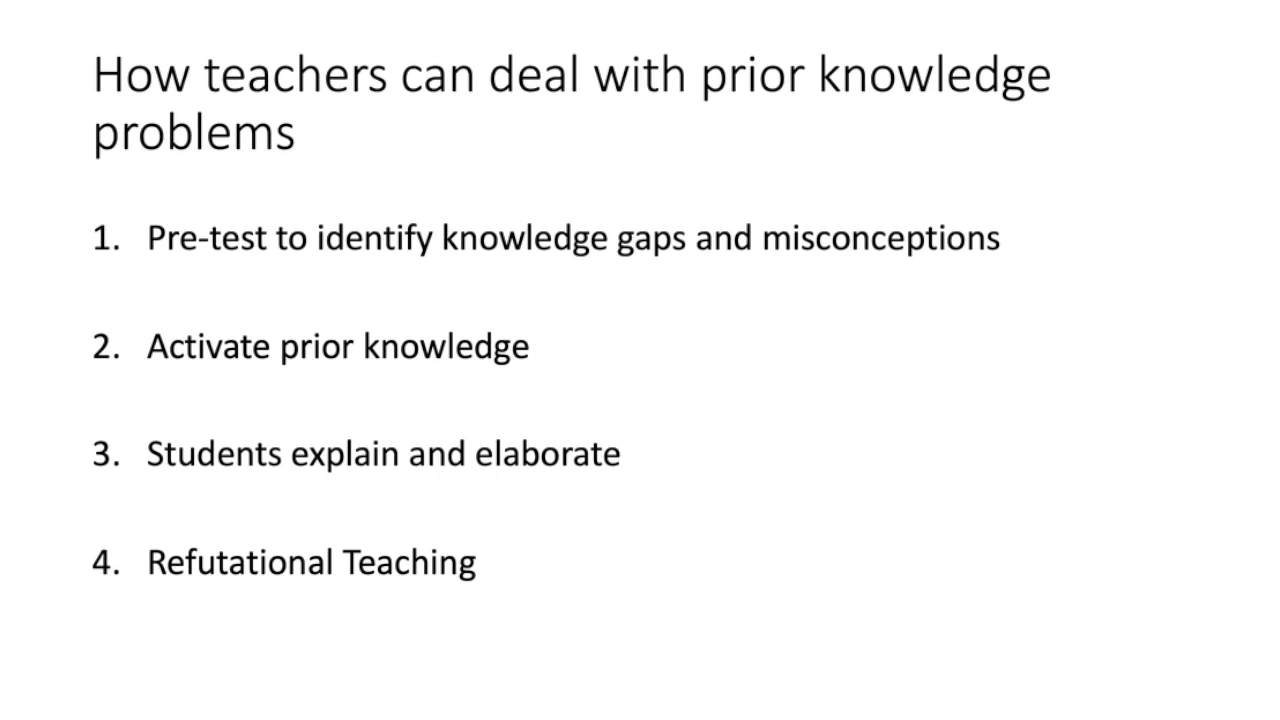 How teachers can deal with prior knowledge
problems
1. Pre-test to identify knowledge gaps and misconceptions
2. Activate prior knowledge
3. Students explain and elaborate
4. Refutational Teaching